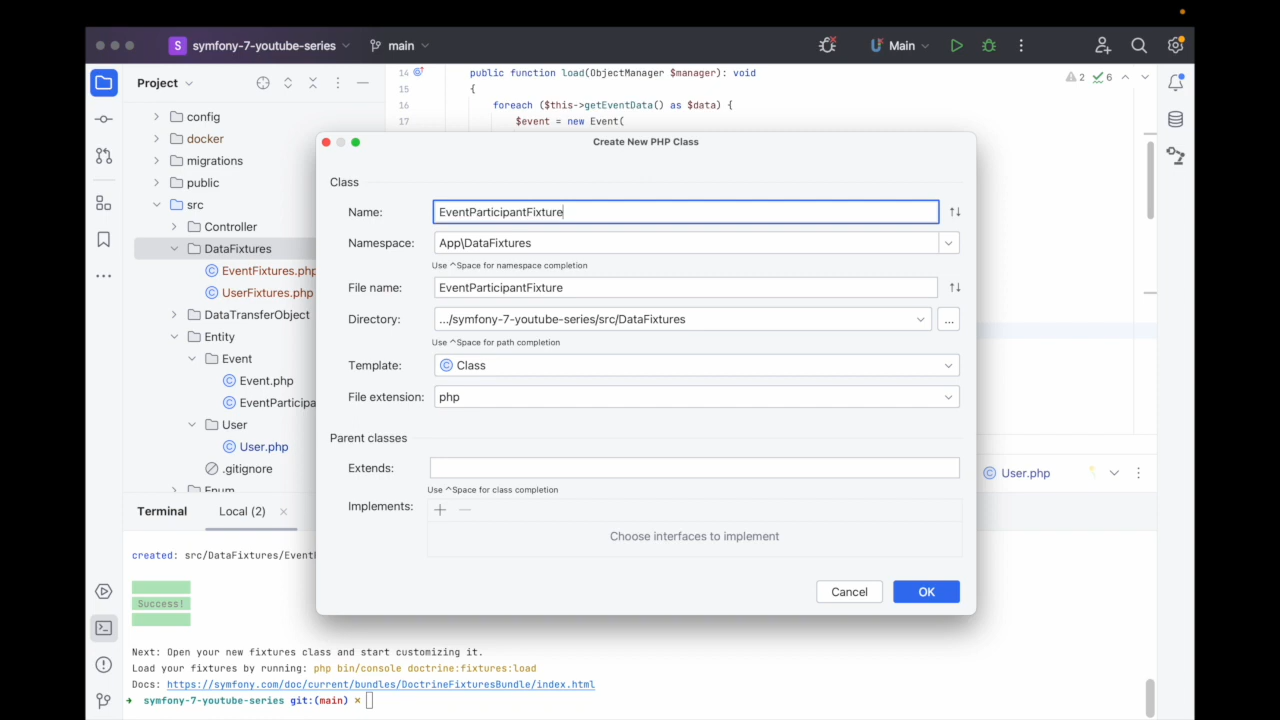 S symfony-7-youtube-series main Main
Project
config
docker
migrations
public
src
Controller
DataFixtures
EventFixtures.php
UserFixtures.php
DataTransferObject
Entity
Event
Event.php
EventParticipa
User
User.php
.gitignore
Enum
14 public function load(ObjectManager $manager): void
15 {
16 foreach ($this->getEventData() as $data) {
17 $event = new Event(
2 6
Create New PHP Class
Class
Name: EventParticipantFixture
Namespace: App\DataFixtures
Use ^Space for namespace completion
File name: EventParticipantFixture
Directory: .../symfony-7-youtube-series/src/DataFixtures ...
Use ^Space for path completion
Template: Class
File extension: php
Parent classes
Extends:
Use ^Space for class completion
Implements:
Choose interfaces to implement
Cancel OK
User.php
Terminal Local (2)
created: src/DataFixtures/Event
Success!
Next: Open your new fixtures class and start customizing it.
Load your fixtures by running: php bin/console doctrine:fixtures:load
Docs: https://symfony.com/doc/current/bundles/DoctrineFixturesBundle/index.html
→ symfony-7-youtube-series git:(main) ×